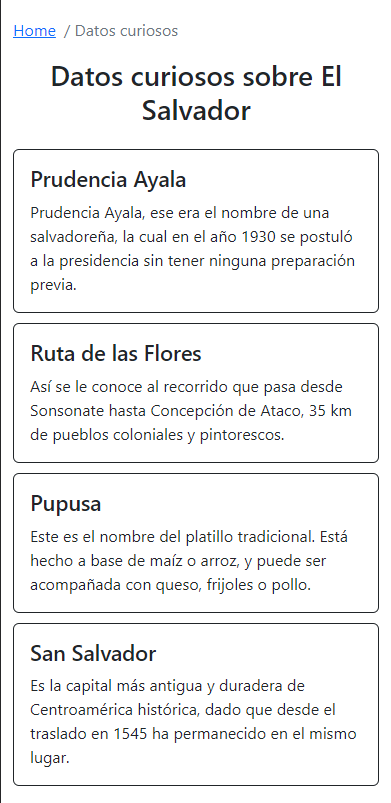 Home / Datos curiosos
Datos curiosos sobre El
Salvador
Prudencia Ayala
Prudencia Ayala, ese era el nombre de una
salvadoreña, la cual en el año 1930 se postuló
a la presidencia sin tener ninguna preparación
previa.
Ruta de las Flores
Así se le conoce al recorrido que pasa desde
Sonsonate hasta Concepción de Ataco, 35 km
de pueblos coloniales y pintorescos.
Pupusa
Este es el nombre del platillo tradicional. Está
hecho a base de maíz o arroz, y puede ser
acompañada con queso, frijoles o pollo.
San Salvador
Es la capital más antigua y duradera de
Centroamérica histórica, dado que desde el
traslado en 1545 ha permanecido en el mismo
lugar.